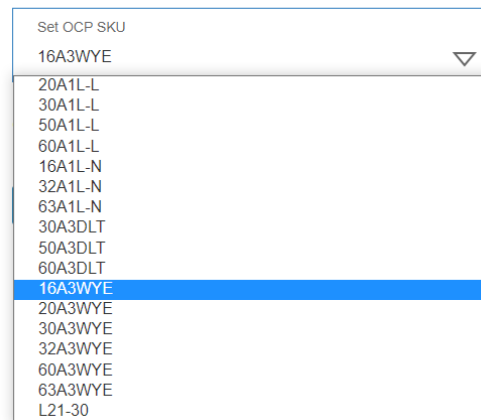 Set OCP SKU
16A3WYE
20A1L-L
30A1L-L
50A1L-L
60A1L-L
16A1L-N
32A1L-N
63A1L-N
30A3DLT
50A3DLT
60A3DLT
16A3WYE
20A3WYE
30A3WYE
32A3WYE
60A3WYE
63A3WYE
L21-30